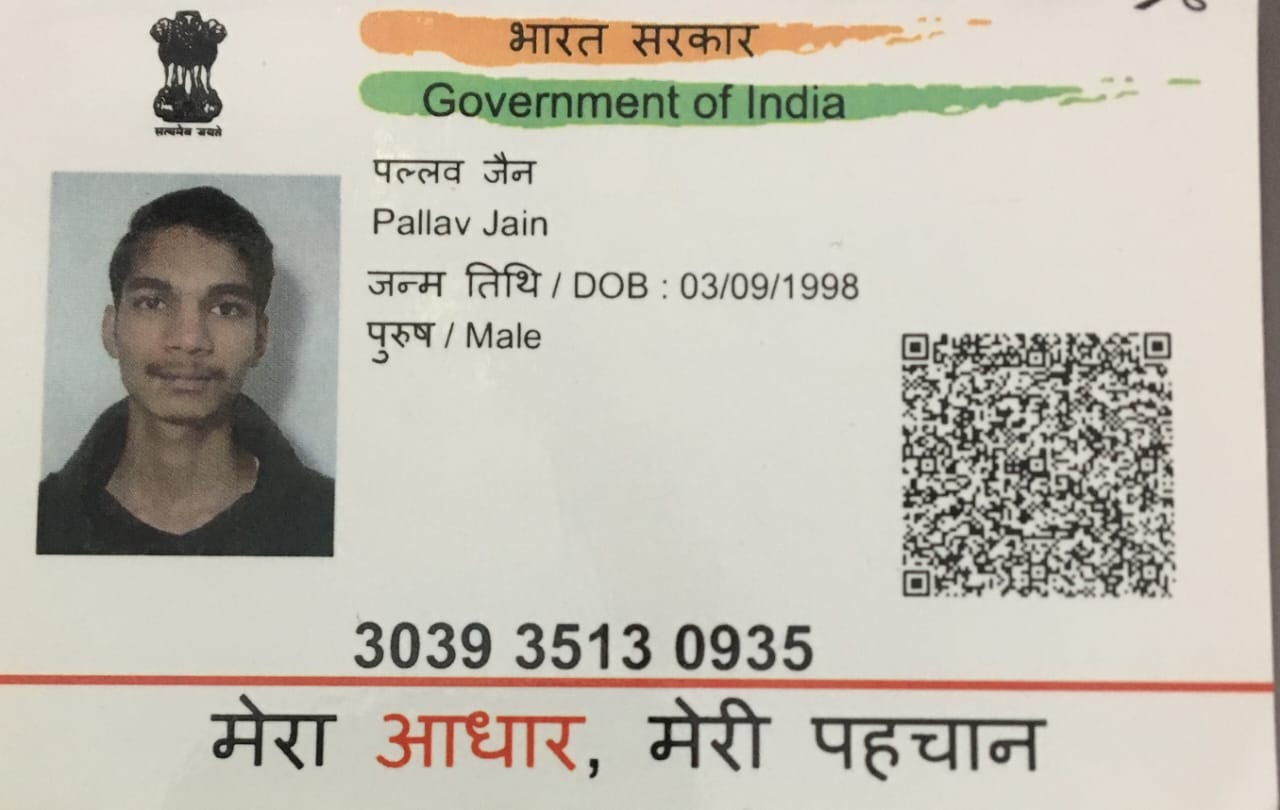 भारत सरकार
Government of India
सत्यमेव जयते
पल्लव जैन
Pallav Jain
जन्म तिथि / DOB : 03/09/1998
पुरुष / Male
3039 3513 0935
मेरा आधार, मेरी पहचान